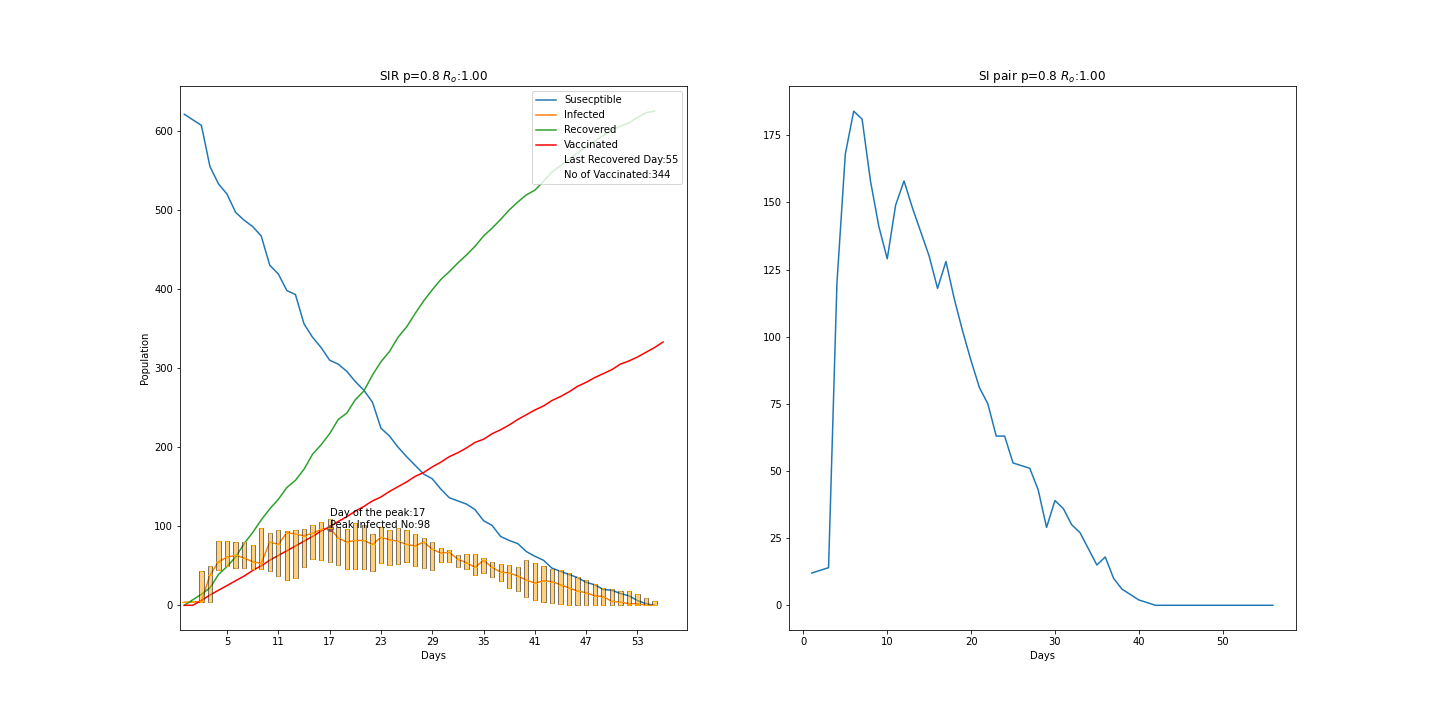 SIR p=0.8 Ro:1.00
Susecptible
Infected
Recovered
Vaccinated
Last Recovered Day:55
No of Vaccinated:344
Population
600
500
400
300
200
100
0
Day of the peak:17
Peak Infected No:98
5 11 17 23 29 35 41 47 53
Days
SI pair p=0.8 Ro:1.00
175
150
125
100
75
50
25
0
0 10 20 30 40 50
Days